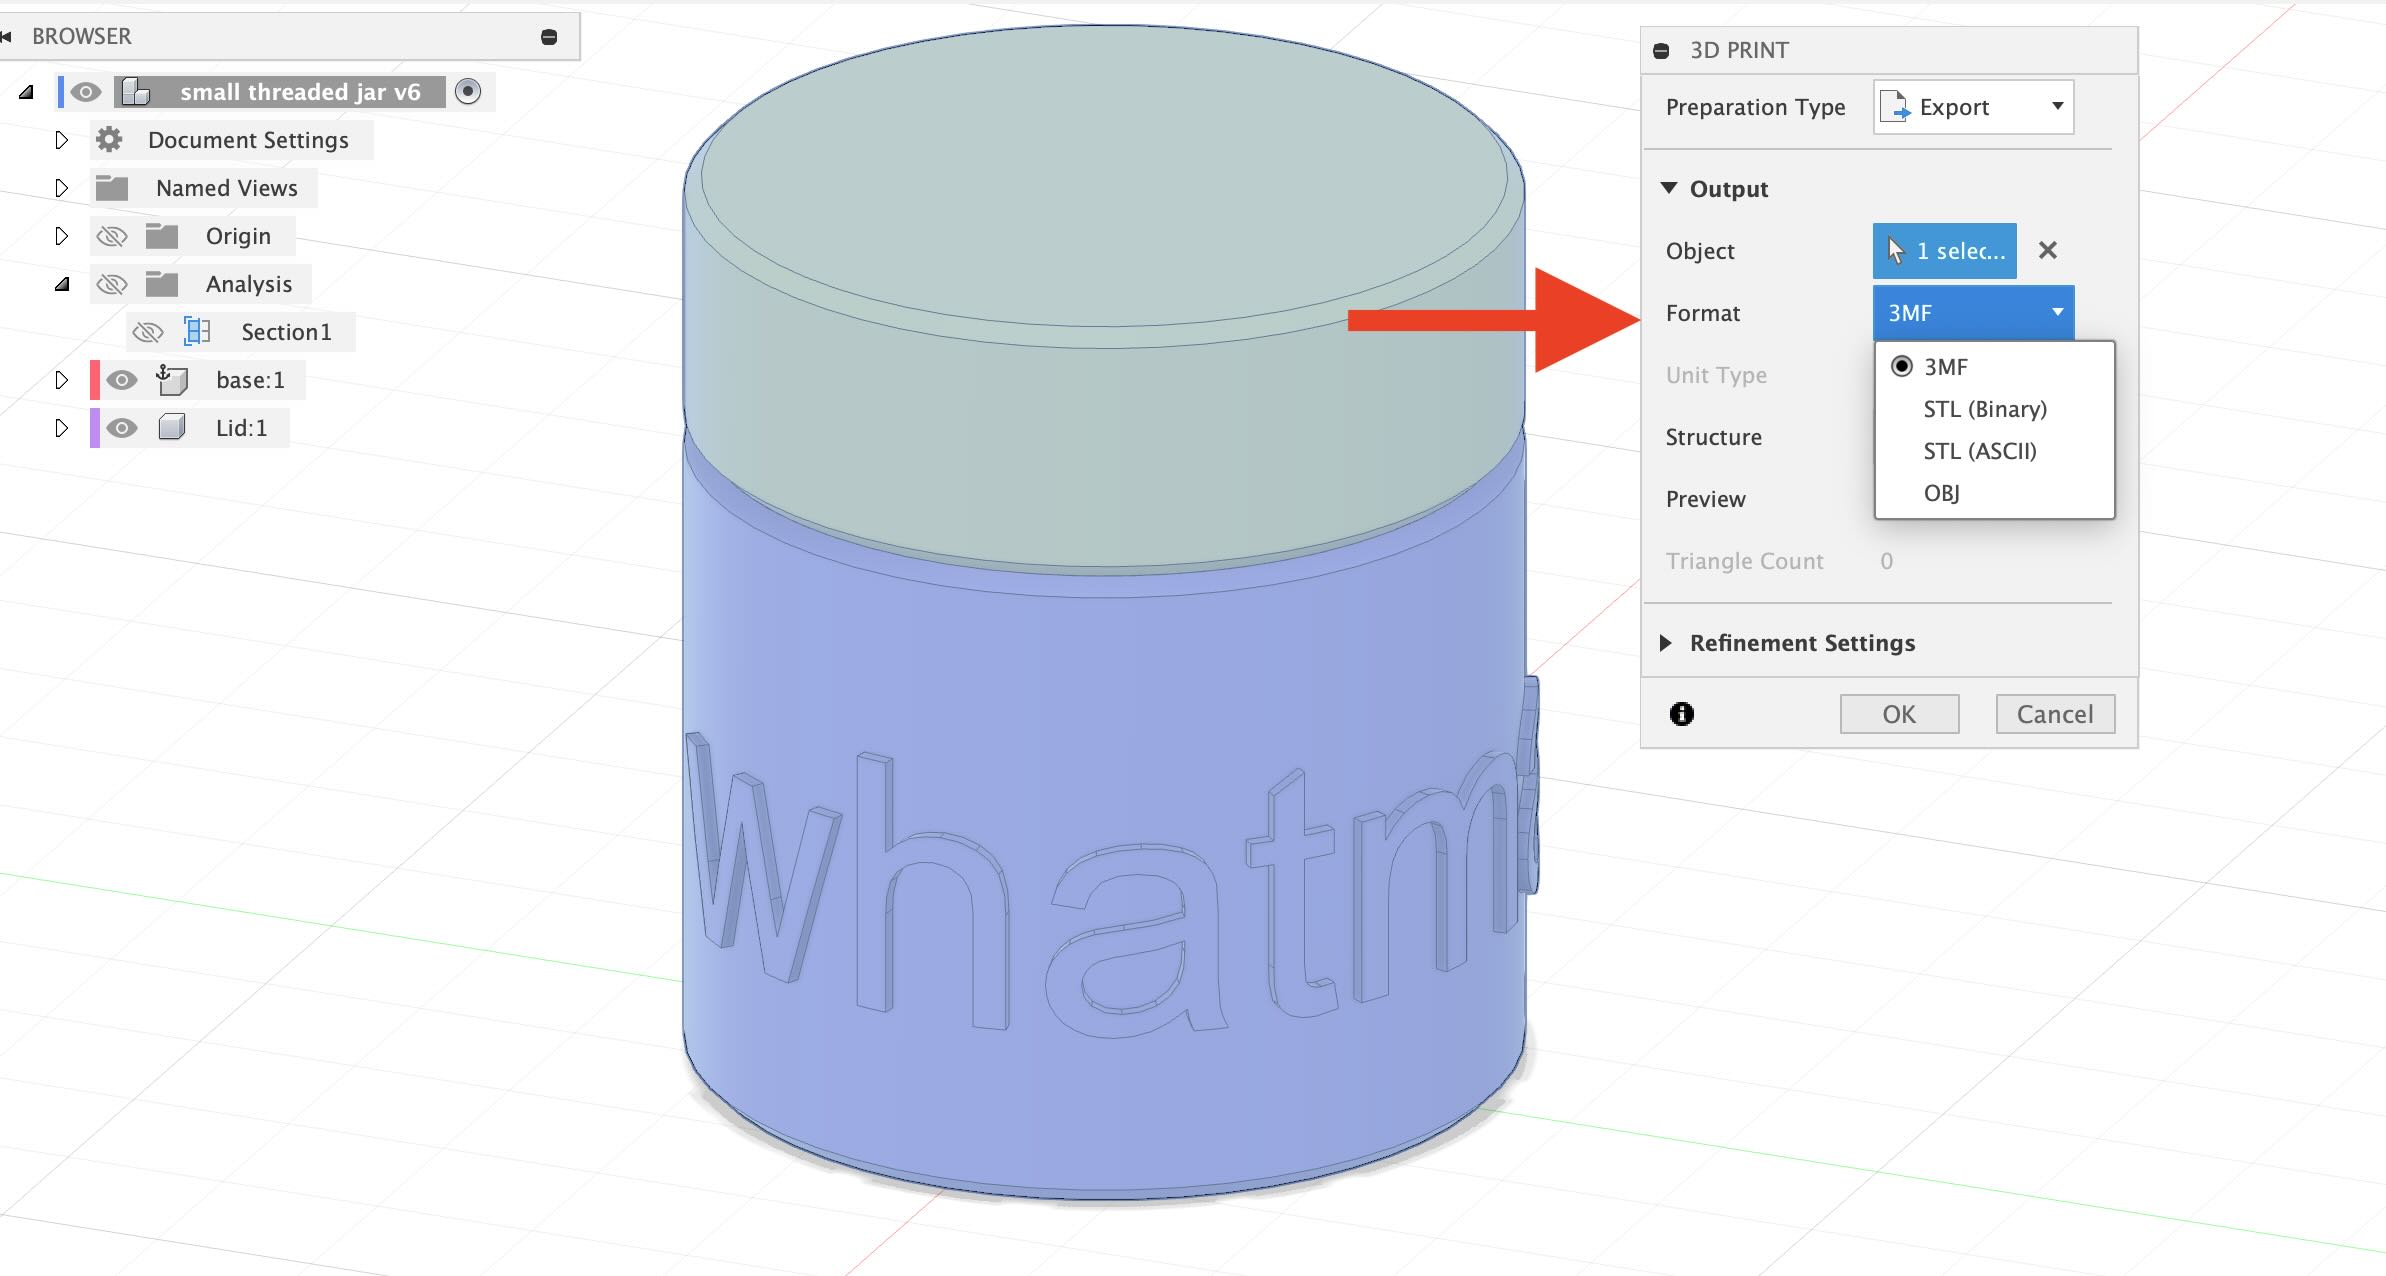 BROWSER
small threaded jar v6
Document Settings
Named Views
Origin
Analysis
Section1
base:1
Lid:1
whatm
3D PRINT
Preparation Type Export
Output
Object 1 selec...
Format 3MF
3MF
STL (Binary)
STL (ASCII)
OBJ
Unit Type
Structure
Preview
Triangle Count 0
Refinement Settings
OK Cancel